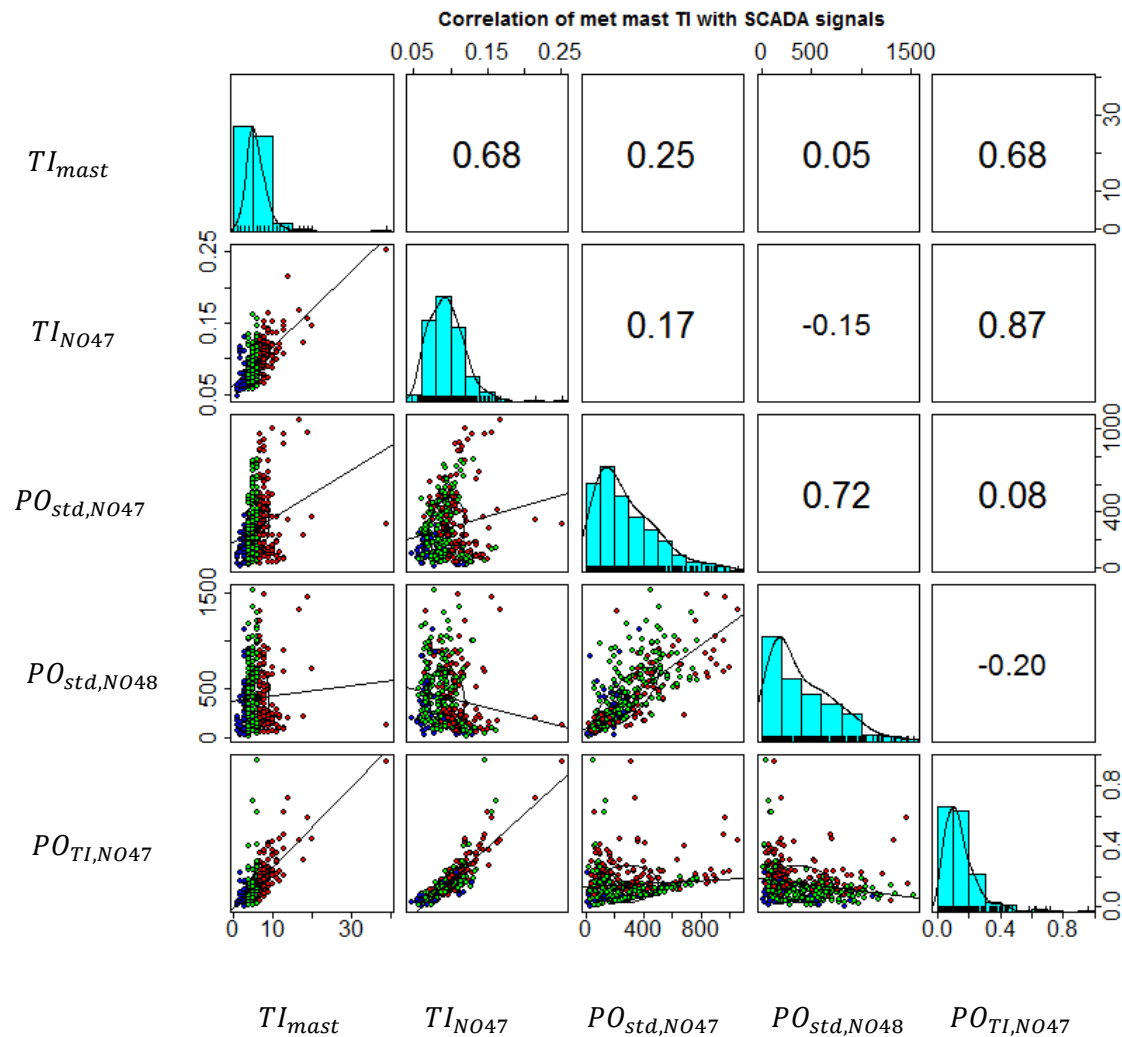 Correlation of met mast TI with SCADA signals
0.05 0.15 0.25 0 500 1500
TI_mast 0.68 0.25 0.05 0.68 0 10 30
TI_NO47 0.05 0.15 0.25 0.17 -0.15 0.87
PO_std,NO47 0.72 0.08 0 400 1000
PO_std,NO48 0 500 1500 -0.20
PO_TI,NO47 0.0 0.4 0.8
0 10 30 0 400 800 0.0 0.4 0.8
TI_mast TI_NO47 PO_std,NO47 PO_std,NO48 PO_TI,NO47